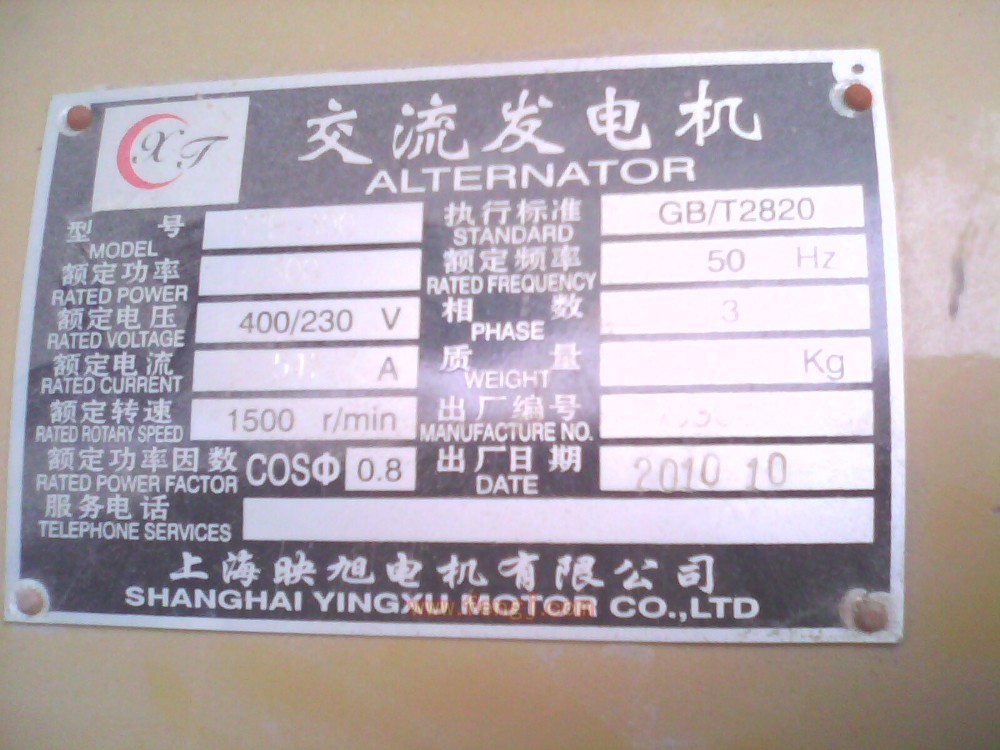 XT
交流发电机
ALTERNATOR
型 号
MODEL
执行标准 GB/T2820
STANDARD
额定功率
RATED POWER
额定频率 50 Hz
RATED FREQUENCY
额定电压 400/230 V
RATED VOLTAGE
相 数 3
PHASE
额定电流 A
RATED CURRENT
质 量 Kg
WEIGHT
额定转速 1500 r/min
RATED ROTARY SPEED
出厂编号
MANUFACTURE NO.
额定功率因数 COSΦ 0.8
RATED POWER FACTOR
出厂日期 2010 10
DATE
服务电话
TELEPHONE SERVICES
上海映旭电机有限公司
SHANGHAI YINGXU MOTOR CO.,LTD